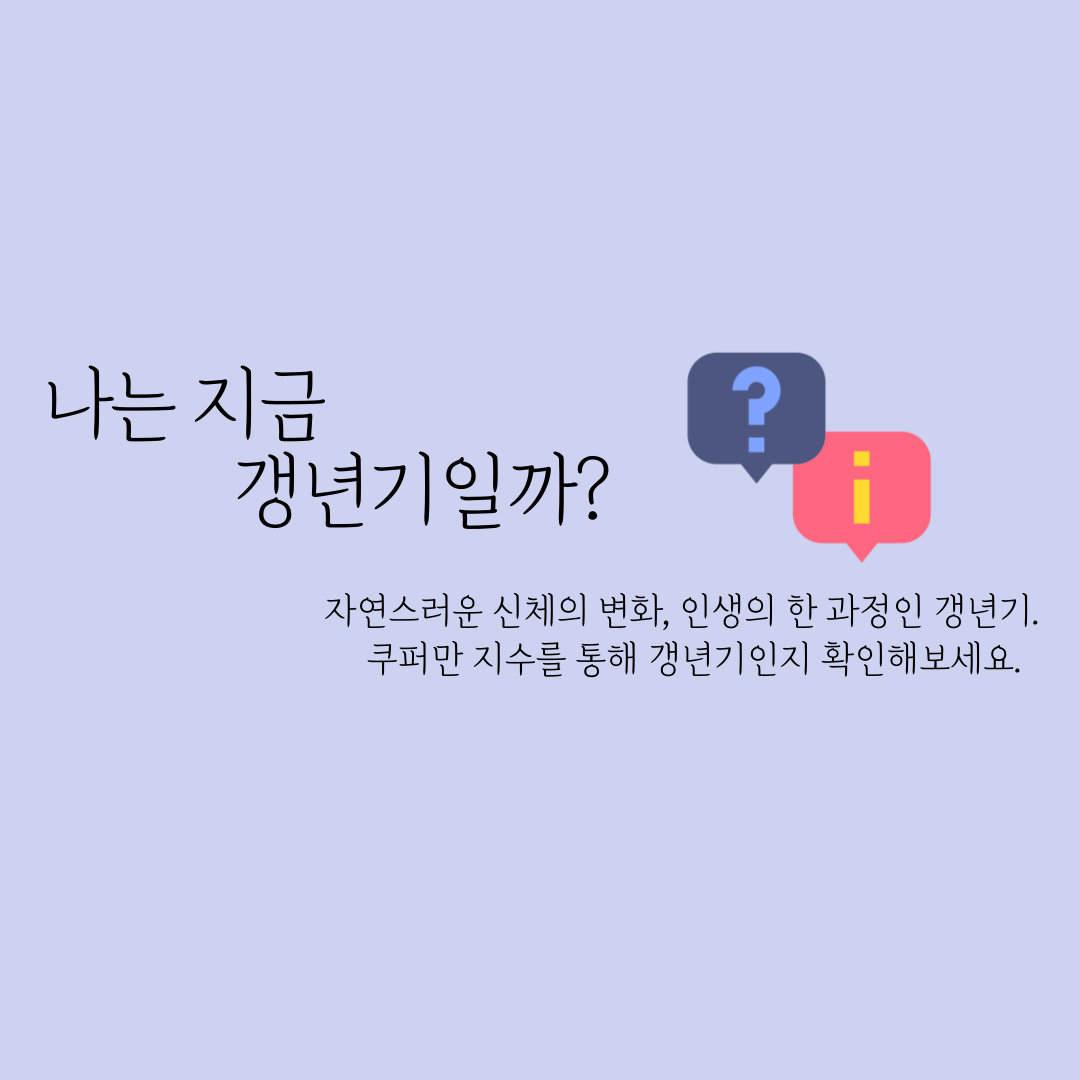 나는 지금
갱년기일까?
?
i
자연스러운 신체의 변화, 인생의 한 과정인 갱년기.
쿠퍼만 지수를 통해 갱년기인지 확인해보세요.